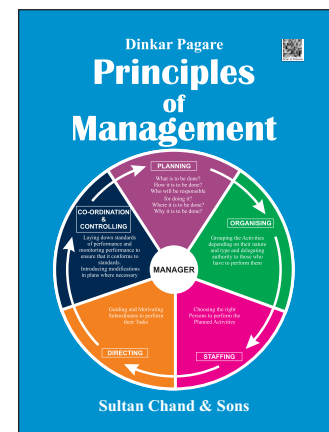 Dinkar Pagare
Principles
of
Management
PLANNING
What is to be done?
How it is to be done?
Who will be responsible
for doing it?
Where it is to be done?
Why it is to be done?
ORGANISING
Grouping the Activities
depending on their nature
and type and delegating
authority to those who
have to perform them
STAFFING
Choosing the right
Persons to perform the
Planned Activities
DIRECTING
Guiding and Motivating
Subordinates to perform
their Tasks
CO-ORDINATION
&
CONTROLLING
Laying down standards
of performance and
monitoring performance to
ensure that it conforms to
standards.
Introducing modifications
in plans where necessary
MANAGER
Sultan Chand & Sons